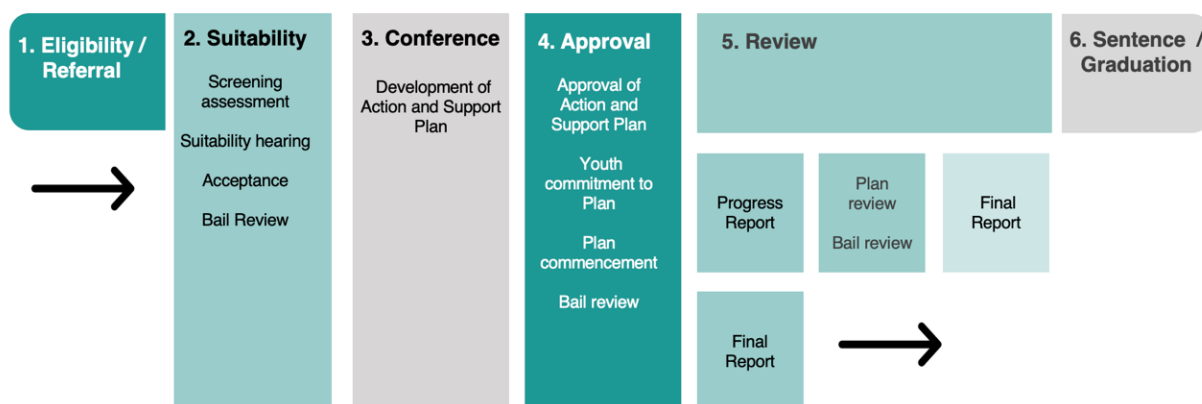 1. Eligibility /
Referral
2. Suitability
Screening
assessment
Suitability hearing
Acceptance
Bail Review
3. Conference
Development of
Action and Support
Plan
4. Approval
Approval of
Action and
Support Plan
Youth
commitment to
Plan
Plan
commencement
Bail review
5. Review
Progress
Report
Plan
review
Bail review
Final
Report
Final
Report
6. Sentence /
Graduation